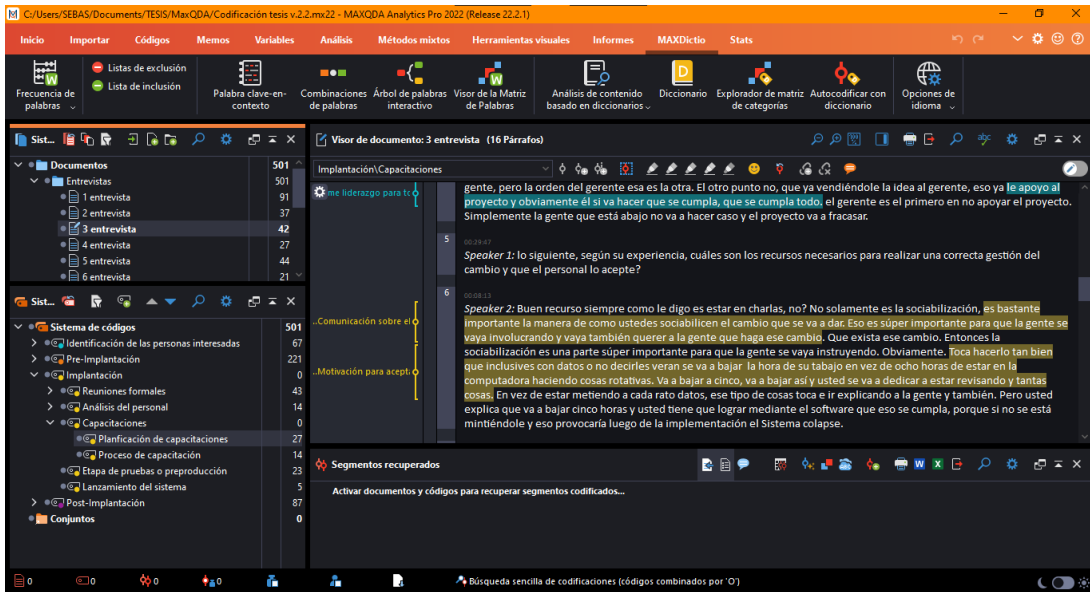 C:/Users/SEBAS/Documents/TESIS/MaxQDA/Codificación tesis v.2.2.mx22 - MAXQDA Analytics Pro 2022 (Release 22.2.1)
Inicio Importar Códigos Memos Variables Análisis Métodos mixtos Herramientas visuales Informes MAXDictio Stats
Frecuencia de palabras
Listas de exclusión
Lista de inclusión
Palabra clave-en-contexto
Combinaciones de palabras
Árbol de palabras interactivo
Visor de la Matriz de Palabras
Análisis de contenido basado en diccionarios
Diccionario
Explorador de matriz de categorías
Autocodificar con diccionario
Opciones de idioma
Sist...
Documentos 501
Entrevistas 501
1 entrevista 91
2 entrevista 37
3 entrevista 42
4 entrevista 27
5 entrevista 44
6 entrevista 21
Sist...
Sistema de códigos 501
Identificación de las personas interesadas 67
Pre-Implantación 221
Implantación 0
Reuniones formales 43
Análisis del personal 14
Capacitaciones 0
Planficación de capacitaciones 27
Proceso de capacitación 14
Etapa de pruebas o preproducción 23
Lanzamiento del sistema 5
Post-Implantación 87
Conjuntos 0
Visor de documento: 3 entrevista (16 Párrafos)
Implantación\Capacitaciones
me liderazgo para tc
gente, pero la orden del gerente esa es la otra. El otro punto no, que ya vendiéndole la idea al gerente, eso ya le apoyo al
proyecto y obviamente él si va hacer que se cumpla, que se cumpla todo. el gerente es el primero en no apoyar el proyecto.
Simplemente la gente que está abajo no va a hacer caso y el proyecto va a fracasar.
5
00:29:47
Speaker 1: lo siguiente, según su experiencia, cuáles son los recursos necesarios para realizar una correcta gestión del
cambio y que el personal lo acepte?
6
00:08:13
Speaker 2: Buen recurso siempre como le digo es estar en charlas, no? No solamente es la sociabilización, es bastante
..Comunicación sobre el
importante la manera de como ustedes sociabilicen el cambio que se va a dar. Eso es súper importante para que la gente se
vaya involucrando y vaya también querer a la gente que haga ese cambio. Que exista ese cambio. Entonces la
sociabilización es una parte súper importante para que la gente se vaya instruyendo. Obviamente. Toca hacerlo tan bien
..Motivación para acept.
que inclusives con datos o no decirles veran se va a bajar la hora de su tabajo en vez de ocho horas de estar en la
computadora haciendo cosas rotativas. Va a bajar a cinco, va a bajar así y usted se va a dedicar a estar revisando y tantas
cosas. En vez de estar metiendo a cada rato datos, ese tipo de cosas toca e ir explicando a la gente y también. Pero usted
explica que va a bajar cinco horas y usted tiene que lograr mediante el software que eso se cumpla, porque si no se está
mintiéndole y eso provocaría luego de la implementación el Sistema colapse.
Segmentos recuperados
Activar documentos y códigos para recuperar segmentos codificados...
0 0 0 0 Búsqueda sencilla de codificaciones (códigos combinados por 'O')